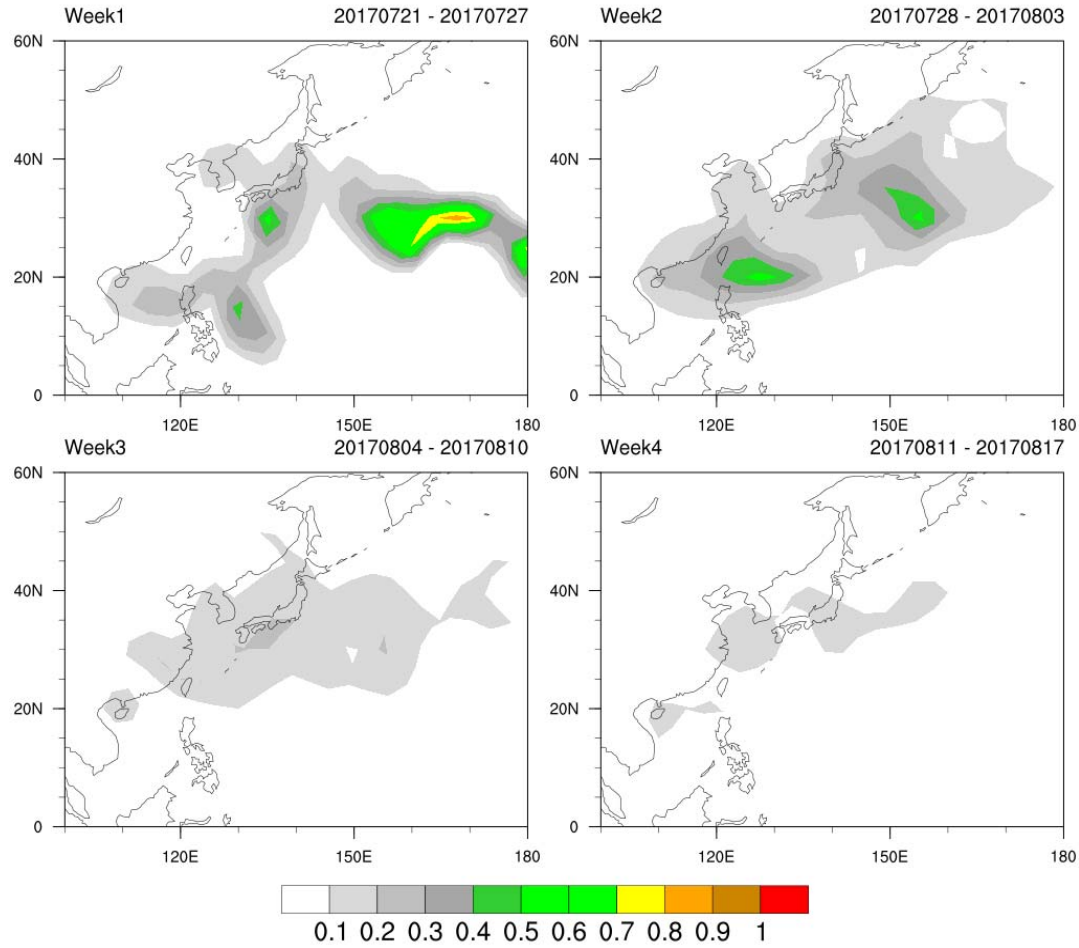 Week1 20170721 - 20170727
60N
40N
20N
0
120E 150E 180
Week2 20170728 - 20170803
60N
40N
20N
0
120E 150E 180
Week3 20170804 - 20170810
60N
40N
20N
0
120E 150E 180
Week4 20170811 - 20170817
60N
40N
20N
0
120E 150E 180
0.1 0.2 0.3 0.4 0.5 0.6 0.7 0.8 0.9 1